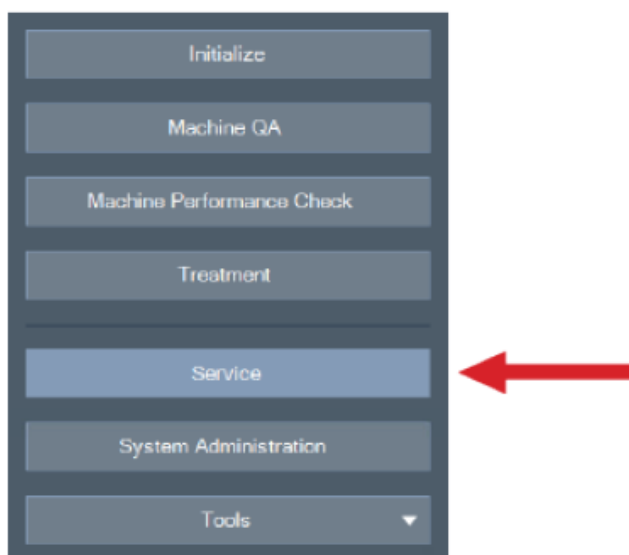 Initialize
Machine QA
Machine Performance Check
Treatment
Service
System Administration
Tools